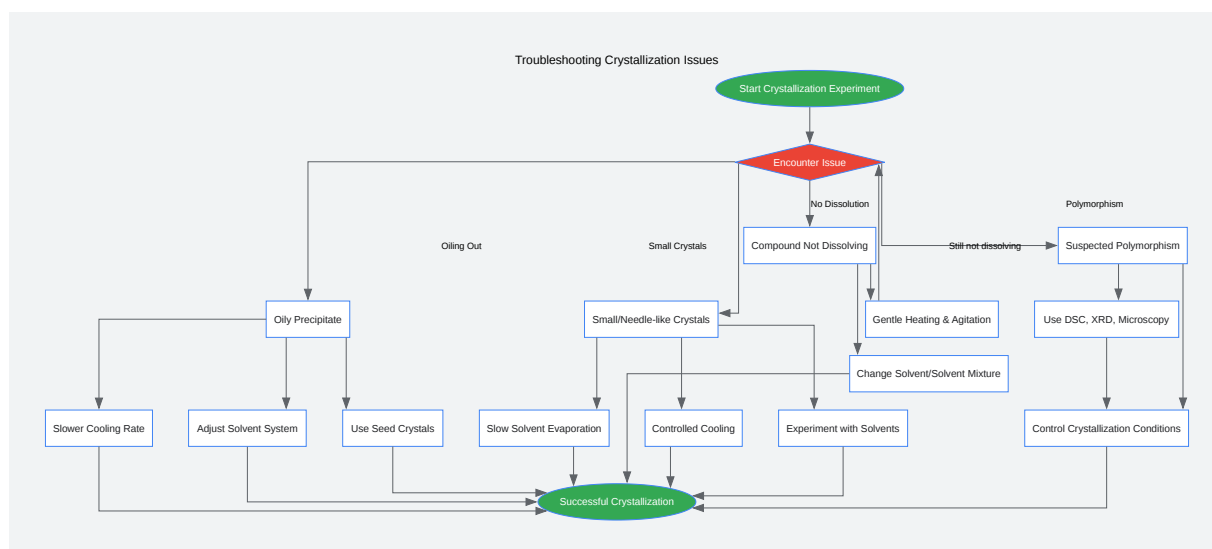 Troubleshooting Crystallization Issues
Start Crystallization Experiment
Encounter Issue
No Dissolution
Polymorphism
Oiling Out
Small Crystals
Compound Not Dissolving
Still not dissolving
Suspected Polymorphism
Oily Precipitate
Small/Needle-like Crystals
Gentle Heating & Agitation
Use DSC, XRD, Microscopy
Change Solvent/Solvent Mixture
Slower Cooling Rate
Adjust Solvent System
Use Seed Crystals
Slow Solvent Evaporation
Controlled Cooling
Experiment with Solvents
Control Crystallization Conditions
Successful Crystallization